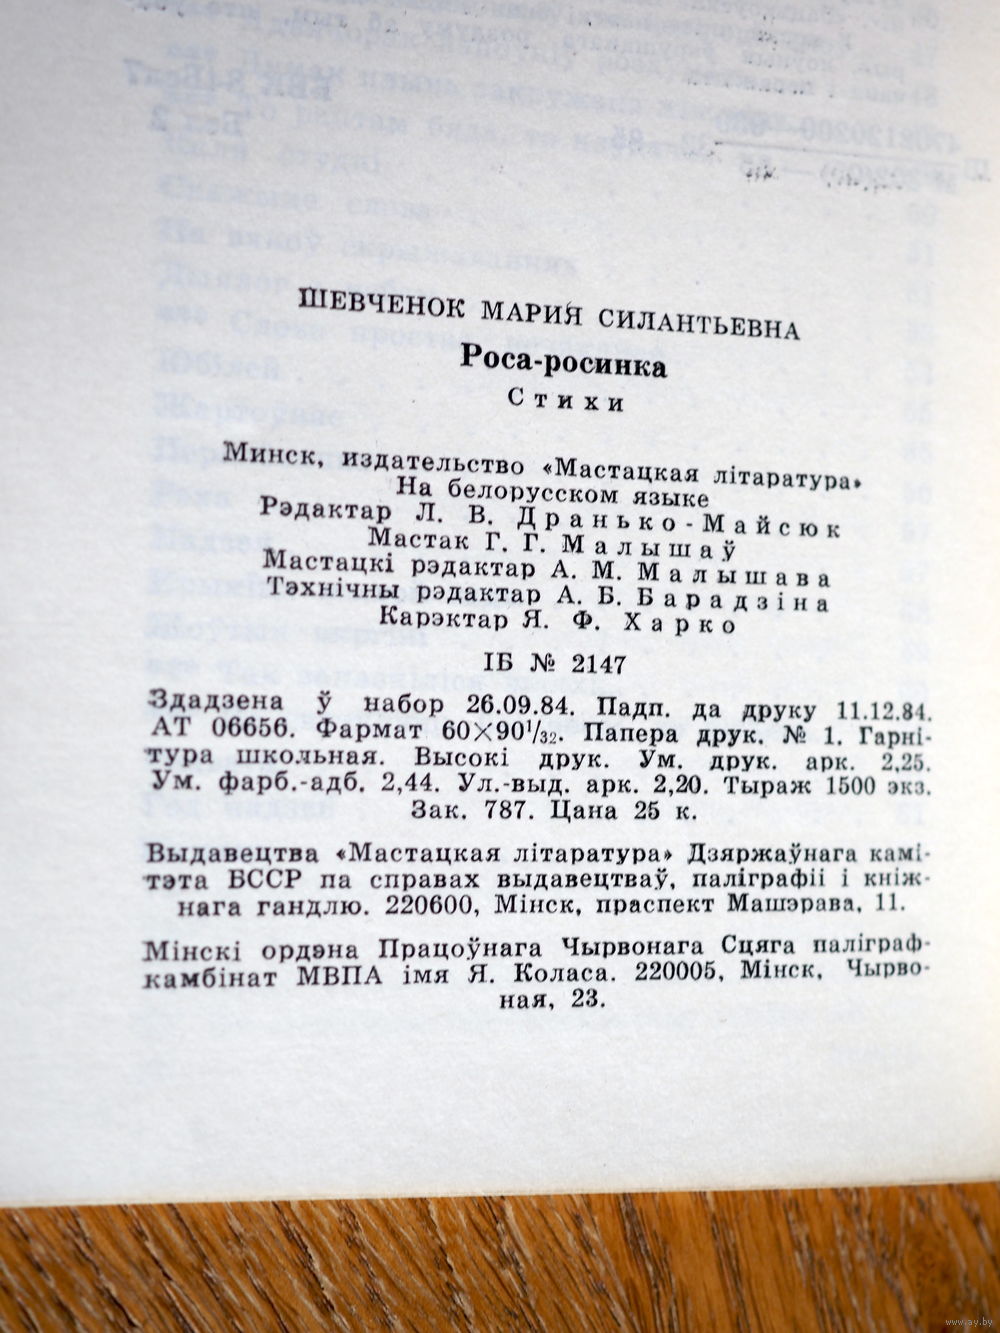 ШЕВЧЕНОК МАРИЯ СИЛАНТЬЕВНА
Роса-росинка
Стихи
Минск, издательство «Мастацкая літаратура»
На белорусском языке
Рэдактар Л. В. Дранько-Майсюк
Мастак Г. Г. Малышаў
Мастацкі рэдактар А. М. Малышава
Тэхнічны рэдактар А. Б. Барадзіна
Карэктар Я. Ф. Харко
ІБ № 2147
Здадзена ў набор 26.09.84. Падп. да друку 11.12.84.
АТ 06656. Фармат 60×90¹/₃₂. Папера друк. № 1. Гарні-
тура школьная. Высокі друк. Ум. друк. арк. 2,25.
Ум. фарб.-адб. 2,44. Ул.-выд. арк. 2,20. Тыраж 1500 экз.
Зак. 787. Цана 25 к.
Выдавецтва «Мастацкая літаратура» Дзяржаўнага камі-
тэта БССР па справах выдавецтваў, паліграфіі і кніж-
нага гандлю. 220600, Мінск, праспект Машэрава, 11.
Мінскі ордэна Працоўнага Чырвонага Сцяга паліграф-
камбінат МВПА імя Я. Коласа. 220005, Мінск, Чырво-
ная, 23.
www.ay.by